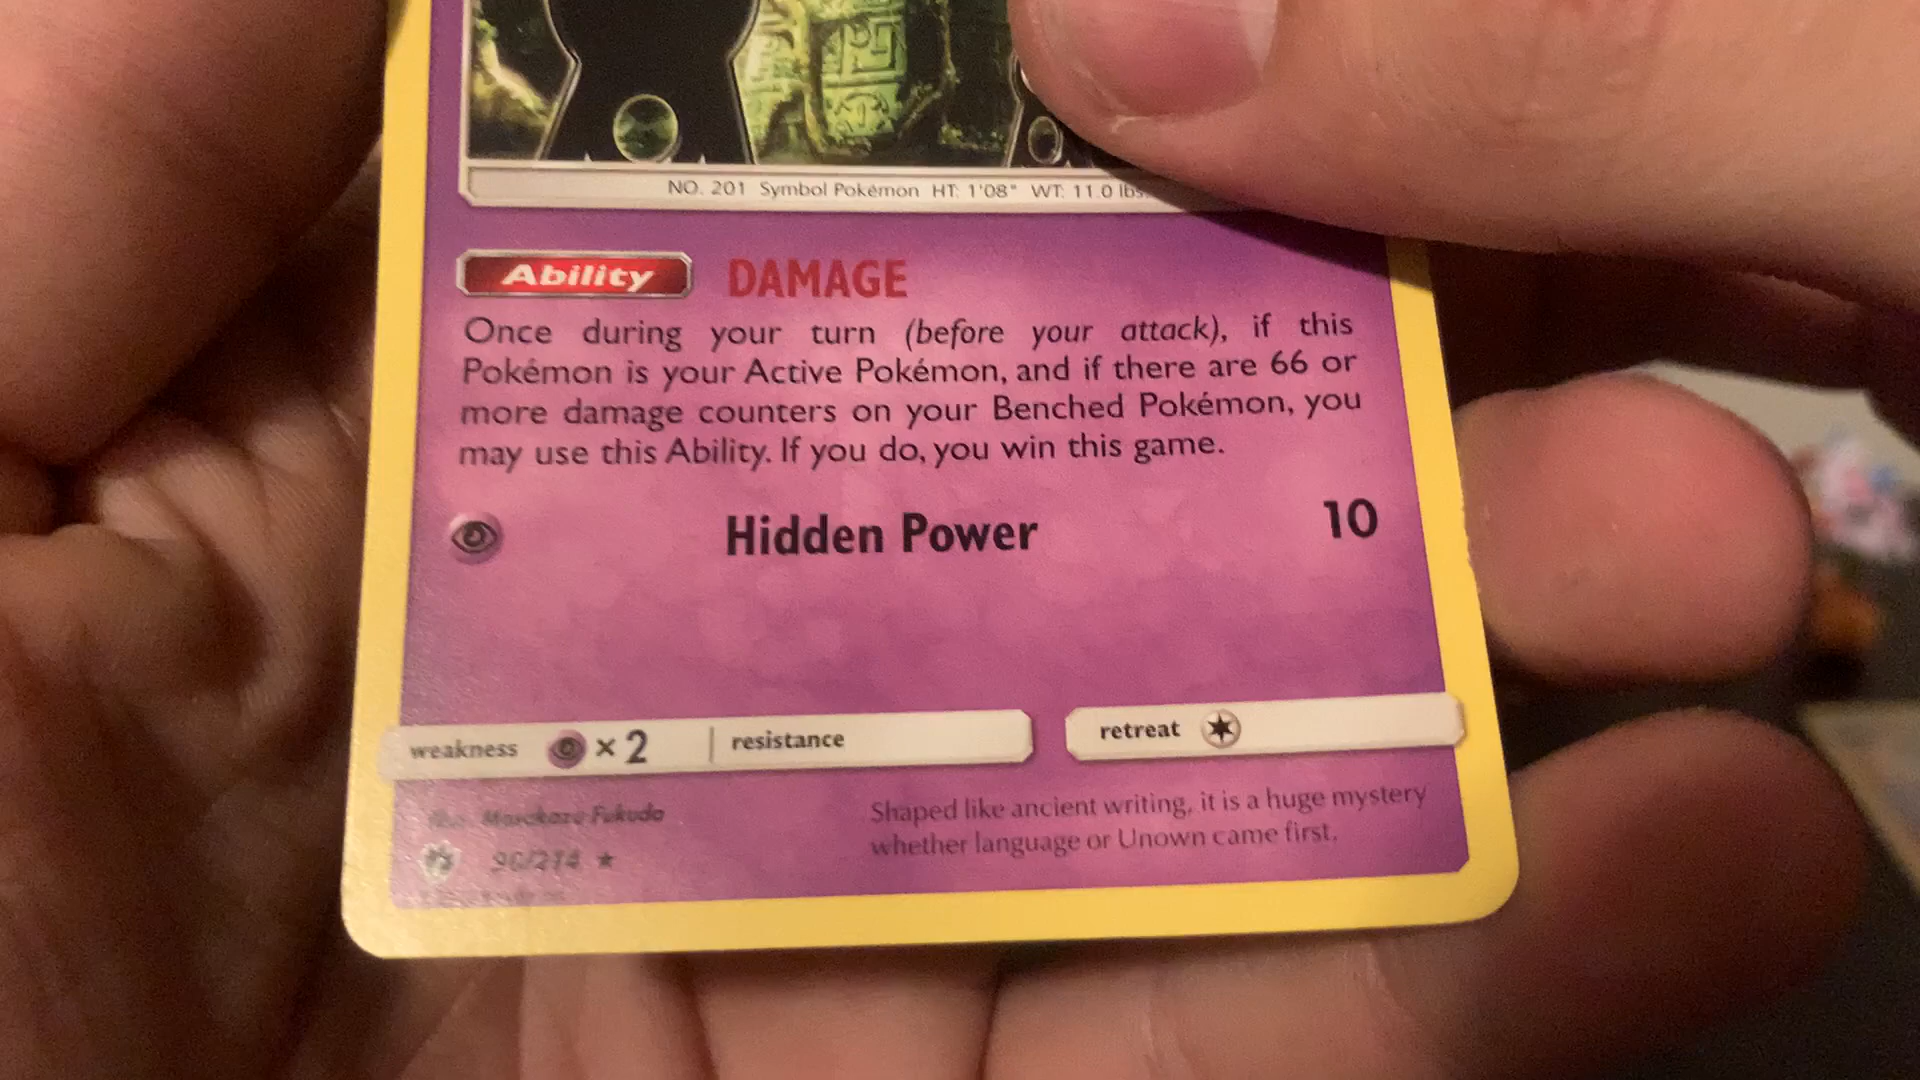 NO. 201 Symbol Pokémon HT: 1'08" WT: 11.0 lbs.
Ability DAMAGE
Once during your turn (before your attack), if this
Pokémon is your Active Pokémon, and if there are 66 or
more damage counters on your Benched Pokémon, you
may use this Ability. If you do, you win this game.
Hidden Power 10
weakness × 2 resistance retreat
Masakazu Fukuda
Shaped like ancient writing, it is a huge mystery
whether language or Unown came first.
/214